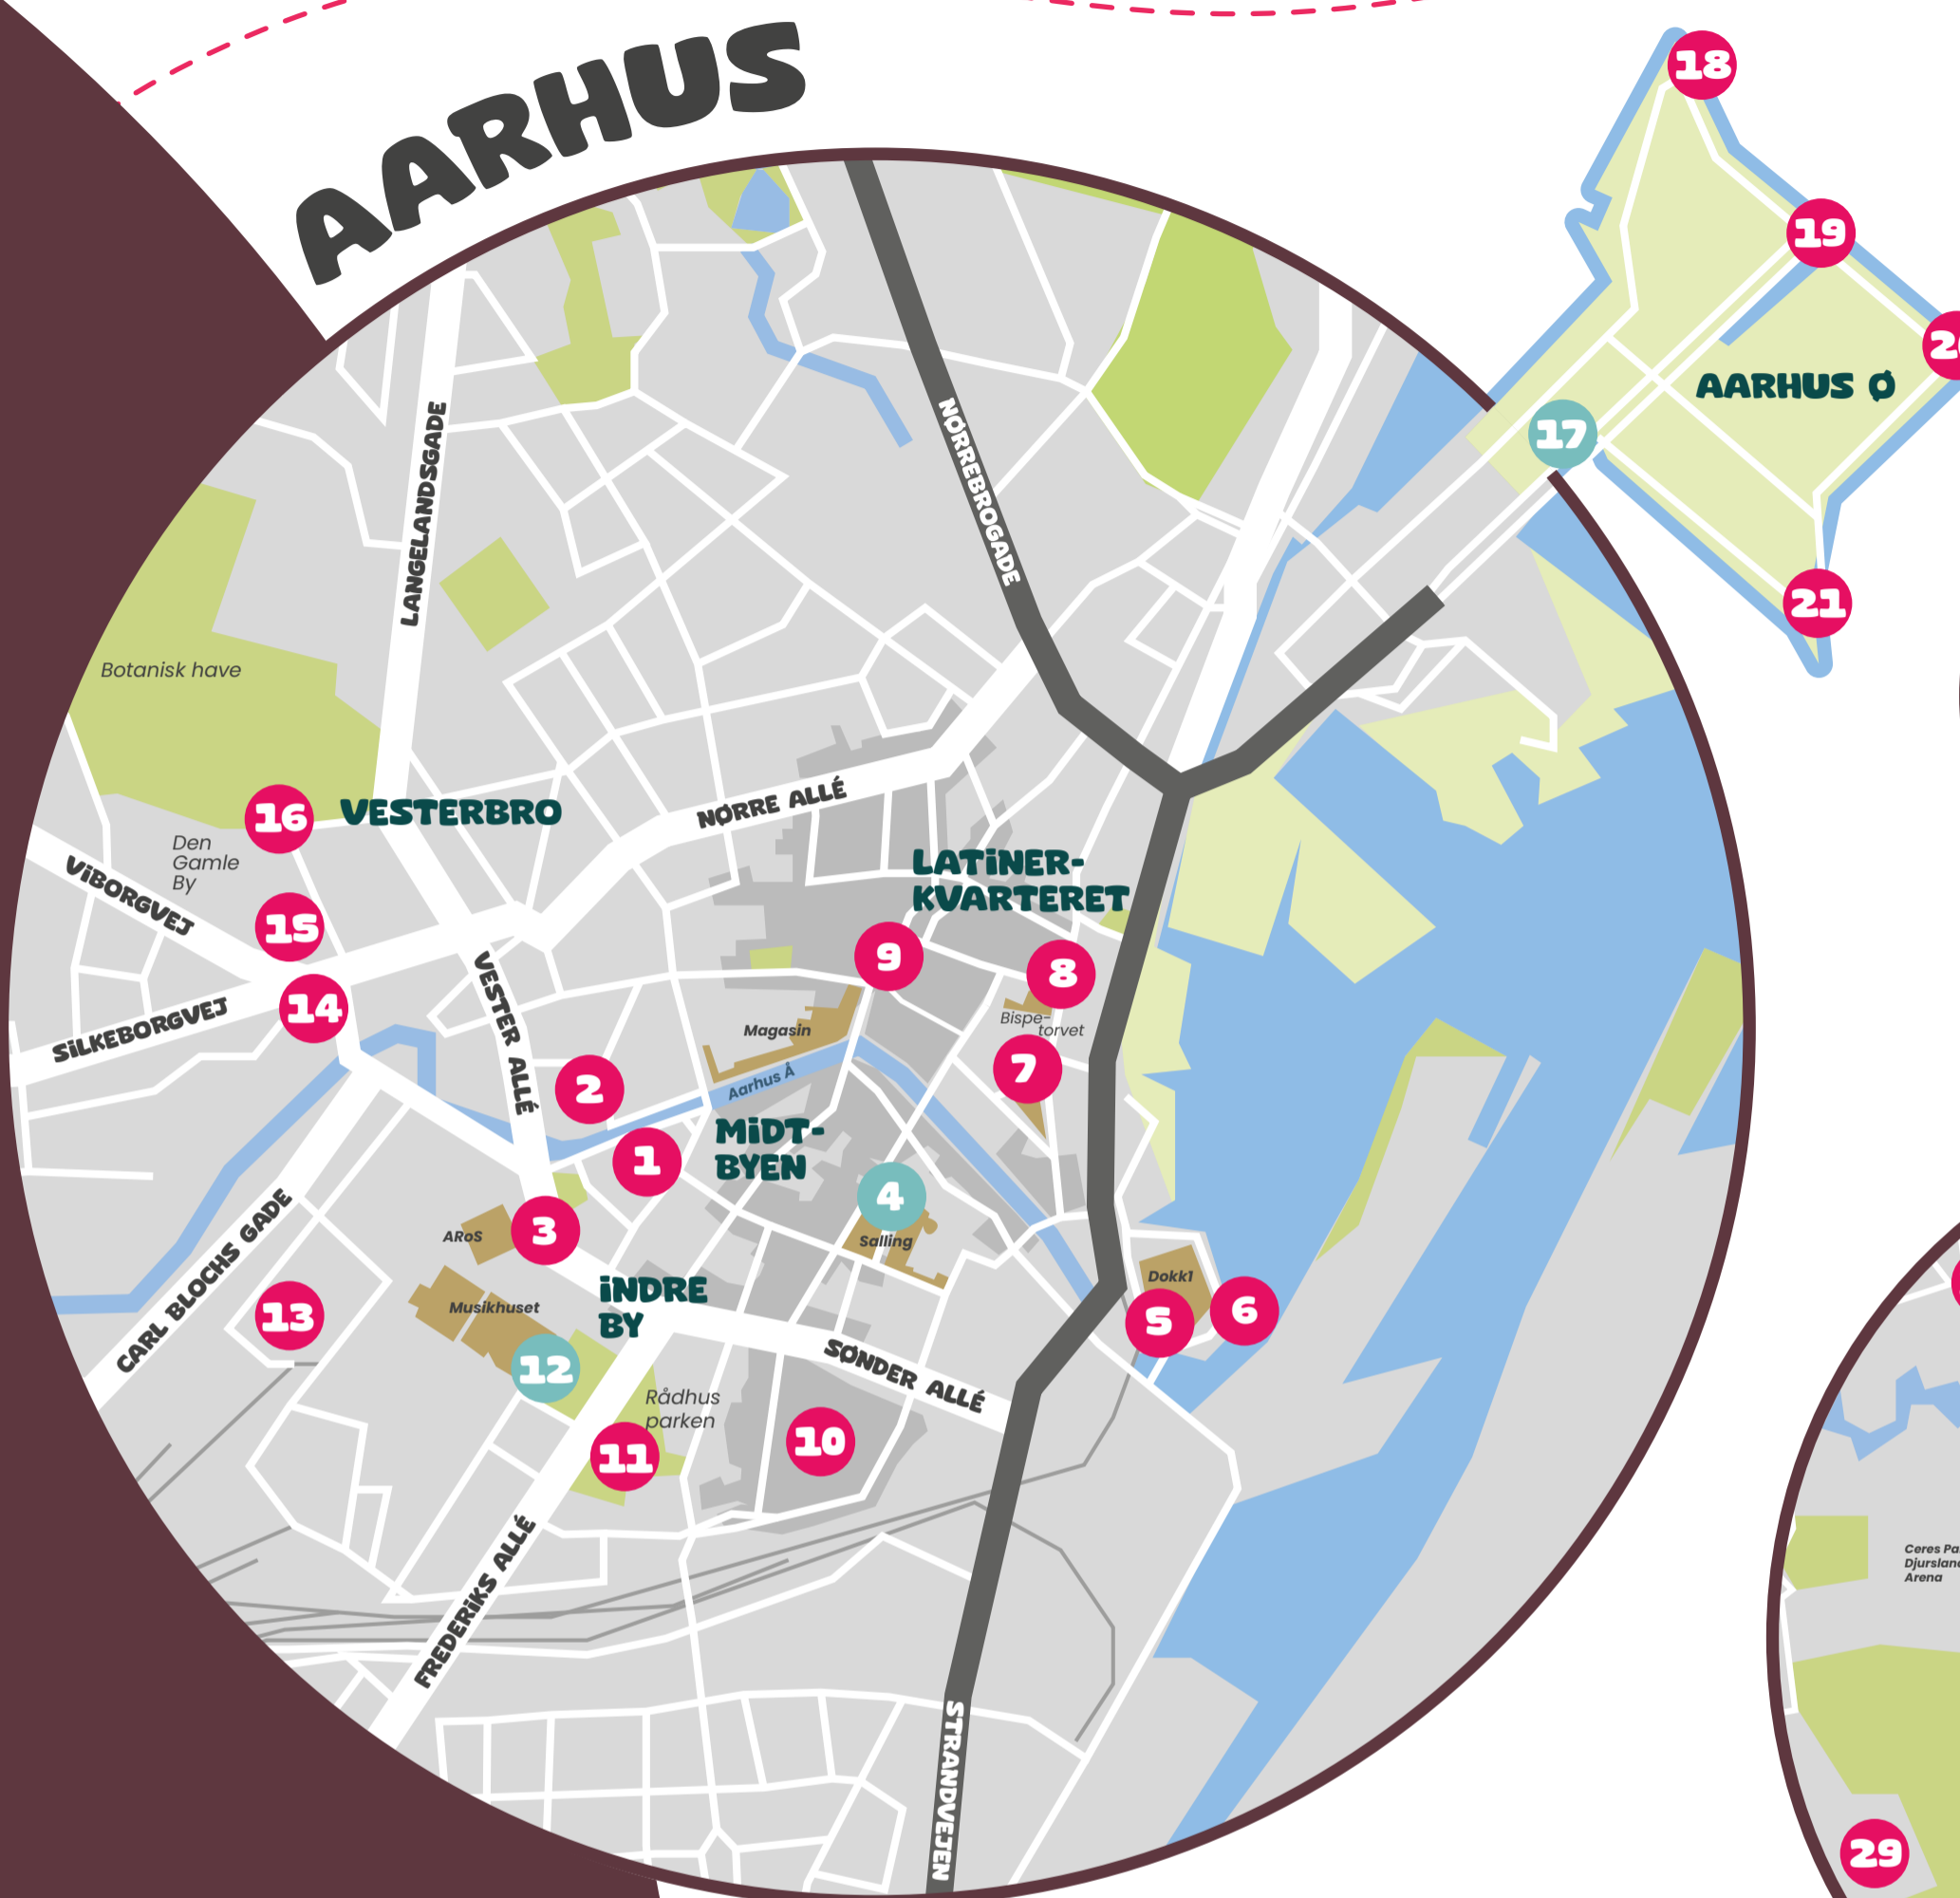 AARHUS
18
19
AARHUS Ø
17
21
NØRREBROGADE
LANGELANDSGADE
Botanisk have
16
VESTERBRO
NØRRE ALLÉ
Den
Gamle
By
VIBORGVEJ
LATINER-
KVARTERET
15
9
8
14
SILKEBORGVEJ
VESTER ALLÉ
Magasin
Bispe-
torvet
7
2
Aarhus Å
MIDT-
BYEN
1
4
3
ARoS
Salling
CARL BLOCHS GADE
13
Musikhuset
INDRE
BY
Dokk1
5
6
12
SØNDER ALLÉ
Rådhus
parken
11
10
FREDERIKS ALLÉ
STRANDVEJEN
Djursland
Arena
29